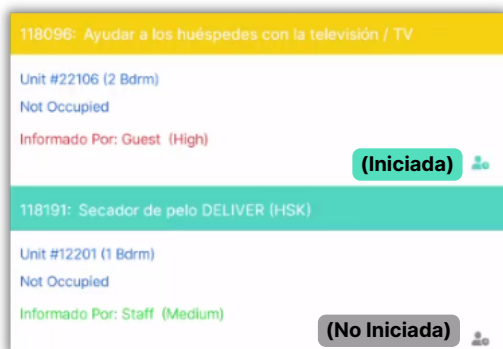 118096: Ayudar a los huéspedes con la televisión / TV
Unit #22106 (2 Bdrm)
Not Occupied
Informado Por: Guest (High)
(Iniciada)
118191: Secador de pelo DELIVER (HSK)
Unit #12201 (1 Bdrm)
Not Occupied
Informado Por: Staff (Medium)
(No Iniciada)